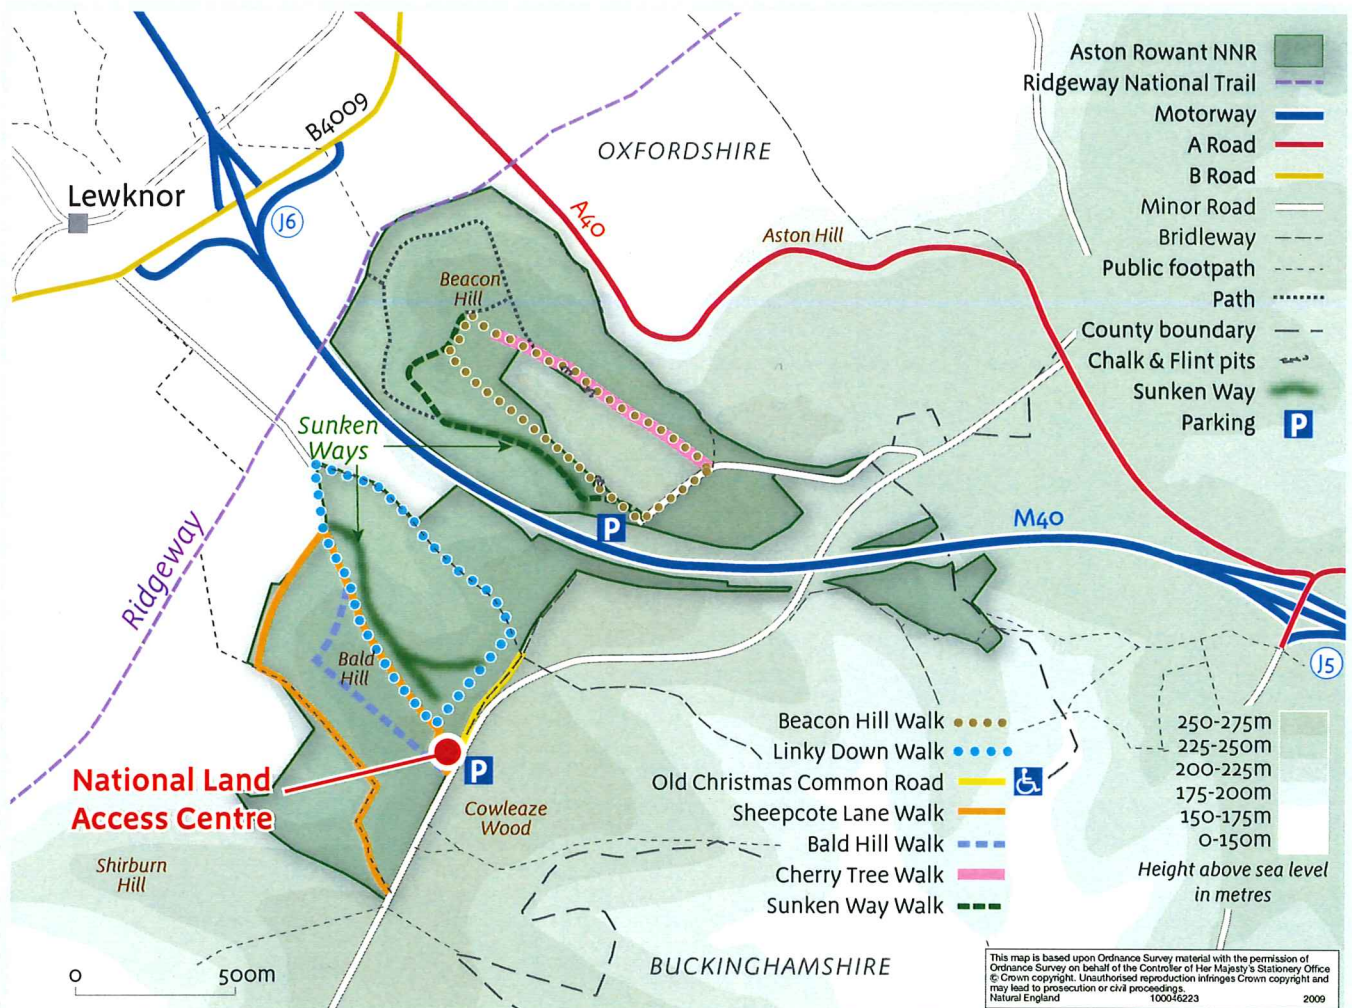 B4009
Lewknor
J6
OXFORDSHIRE
A40
Aston Hill
Beacon
Hill
Sunken
Ways
P
M40
Ridgeway
Bald
Hill
J5
P
National Land
Access Centre
Cowleaze
Wood
Shirburn
Hill
BUCKINGHAMSHIRE
0 500m
Aston Rowant NNR
Ridgeway National Trail
Motorway
A Road
B Road
Minor Road
Bridleway
Public footpath
Path
County boundary
Chalk & Flint pits
Sunken Way
Parking P
Beacon Hill Walk
Linky Down Walk
Old Christmas Common Road
Sheepcote Lane Walk
Bald Hill Walk
Cherry Tree Walk
Sunken Way Walk
250-275m
225-250m
200-225m
175-200m
150-175m
0-150m
Height above sea level
in metres
This map is based upon Ordnance Survey material with the permission of
Ordnance Survey on behalf of the Controller of Her Majesty's Stationery Office
© Crown copyright. Unauthorised reproduction infringes Crown copyright and
may lead to prosecution or civil proceedings.
Natural England 100046223 2009